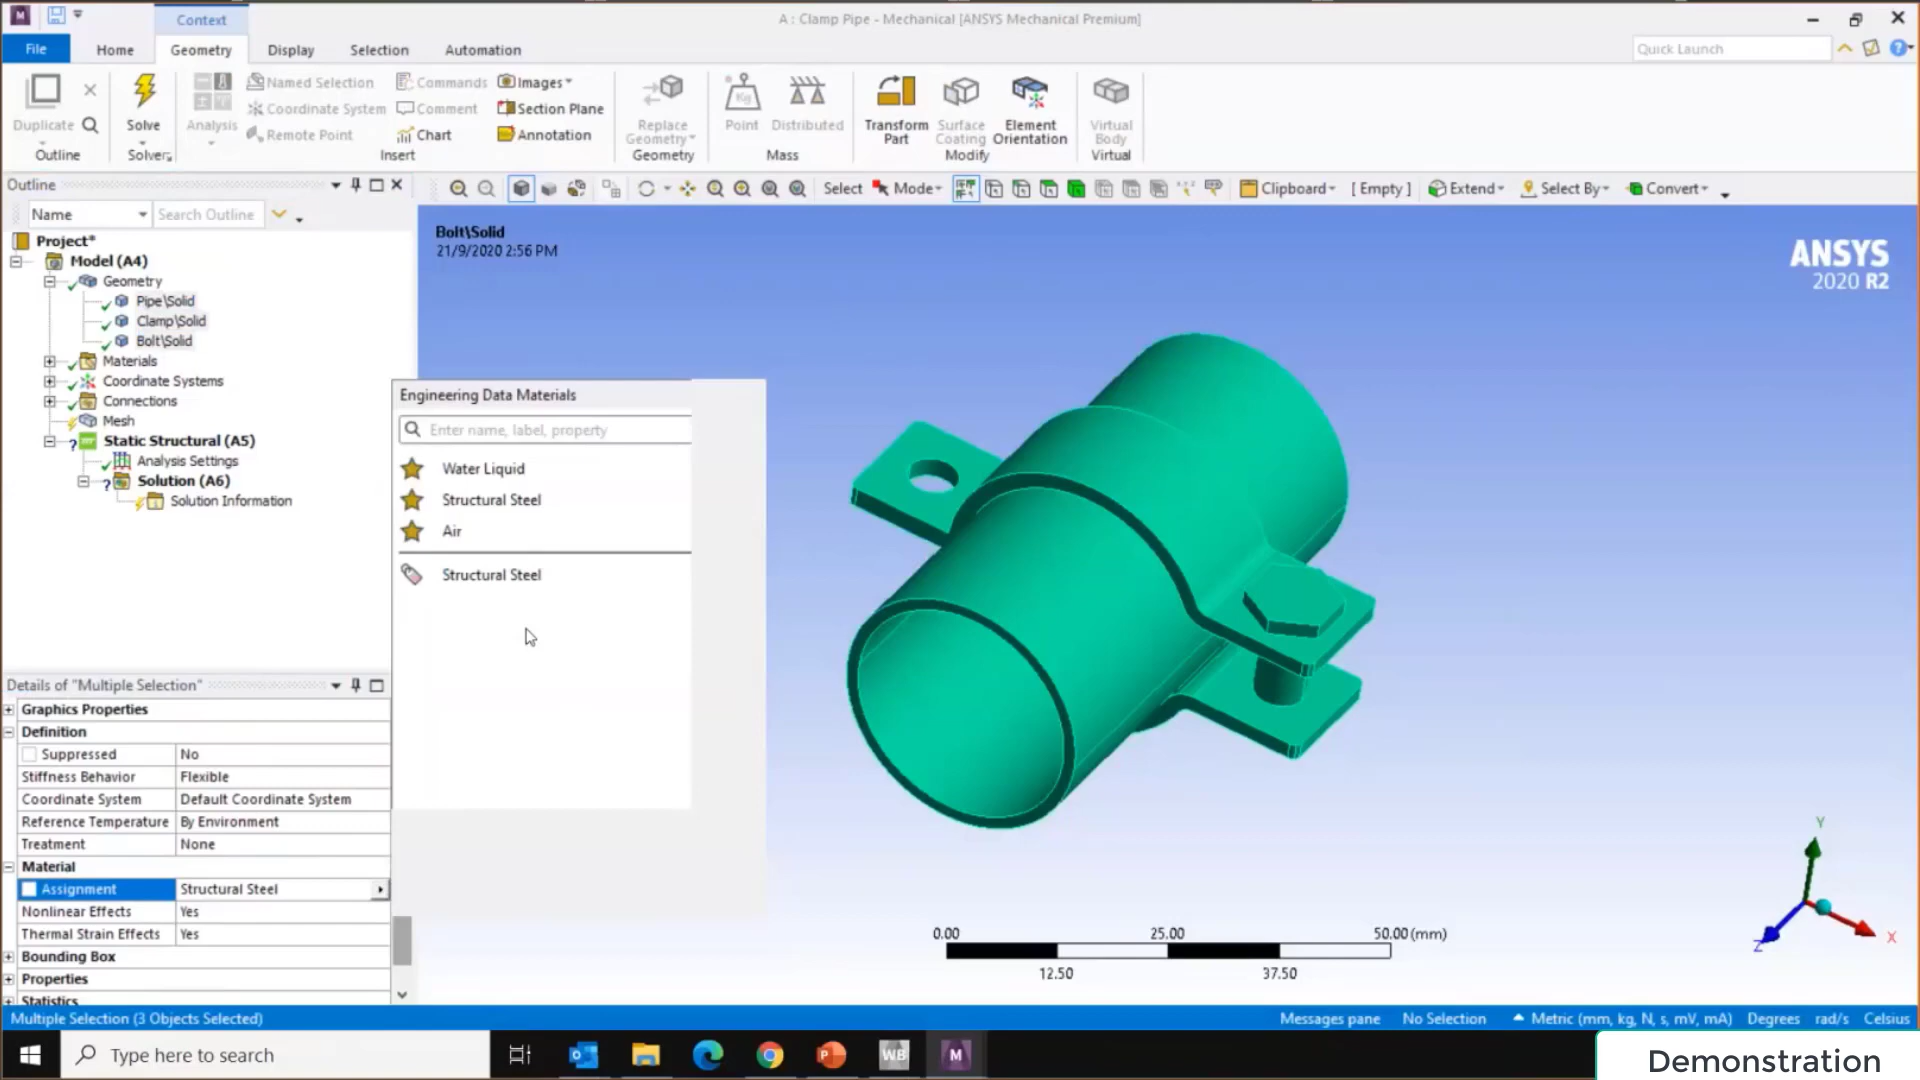 Context
A : Clamp Pipe - Mechanical [ANSYS Mechanical Premium]
File
Home
Geometry
Display
Selection
Automation
Quick Launch
Duplicate
Outline
Solve
Solver
Analysis
Named Selection
Coordinate System
Remote Point
Commands
Comment
Chart
Images
Section Plane
Annotation
Insert
Replace
Geometry
Geometry
Kg
Point
Distributed
Mass
Transform
Part
Surface
Coating
Element
Orientation
Modify
Virtual
Body
Virtual
Outline
Name
Search Outline
Select
Mode
Clipboard
[ Empty ]
Extend
Select By
Convert
Project*
Model (A4)
Geometry
Pipe\Solid
Clamp\Solid
Bolt\Solid
Materials
Coordinate Systems
Connections
Mesh
Static Structural (A5)
Analysis Settings
Solution (A6)
Solution Information
Bolt\Solid
21/9/2020 2:56 PM
ANSYS
2020 R2
Engineering Data Materials
Enter name, label, property
Water Liquid
Structural Steel
Air
Structural Steel
Details of "Multiple Selection"
Graphics Properties
Definition
Suppressed No
Stiffness Behavior Flexible
Coordinate System Default Coordinate System
Reference Temperature By Environment
Treatment None
Material
Assignment Structural Steel
Nonlinear Effects Yes
Thermal Strain Effects Yes
Bounding Box
Properties
Statistics
0.00 25.00 50.00 (mm)
12.50 37.50
Y
X
Z
Multiple Selection (3 Objects Selected)
Messages pane
No Selection
Metric (mm, kg, N, s, mV, mA)
Degrees
rad/s
Celsius
Type here to search
WB
M
Demonstration